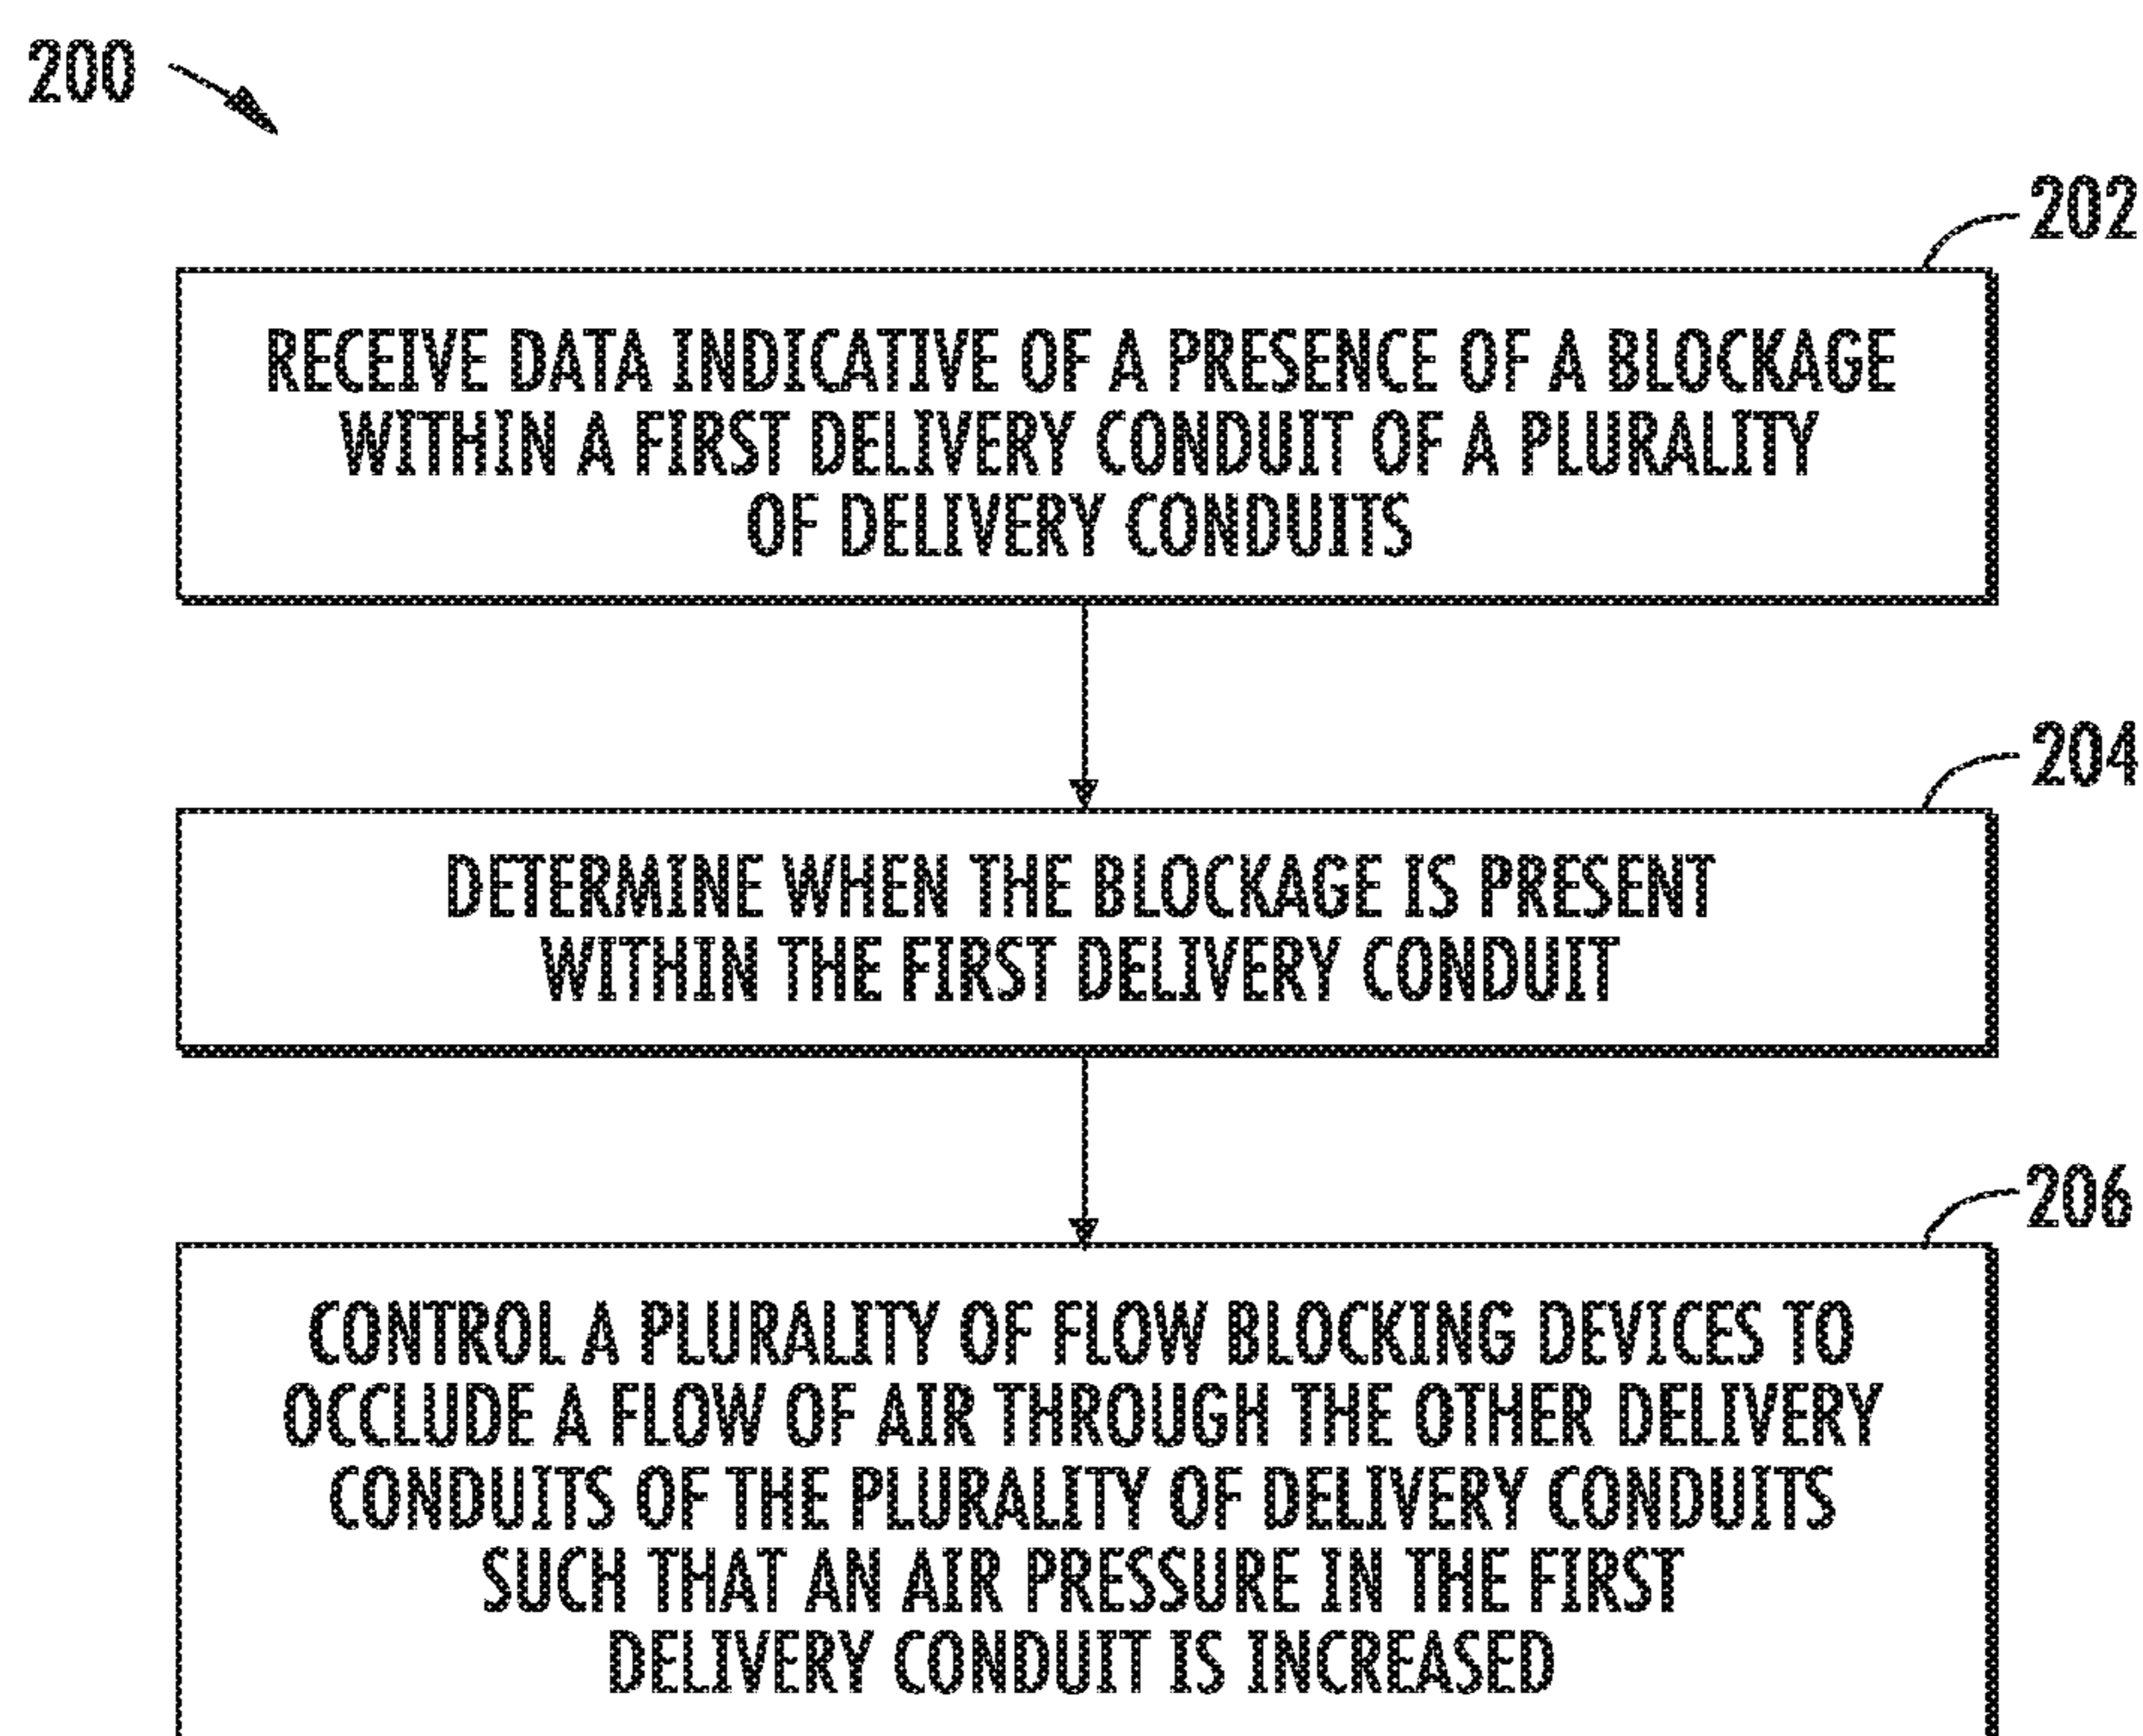 200
202
RECEIVE DATA INDICATIVE OF A PRESENCE OF A BLOCKAGE
WITHIN A FIRST DELIVERY CONDUIT OF A PLURALITY
OF DELIVERY CONDUITS
204
DETERMINE WHEN THE BLOCKAGE IS PRESENT
WITHIN THE FIRST DELIVERY CONDUIT
206
CONTROL A PLURALITY OF FLOW BLOCKING DEVICES TO
OCCLUDE A FLOW OF AIR THROUGH THE OTHER DELIVERY
CONDUITS OF THE PLURALITY OF DELIVERY CONDUITS
SUCH THAT AN AIR PRESSURE IN THE FIRST
DELIVERY CONDUIT IS INCREASED